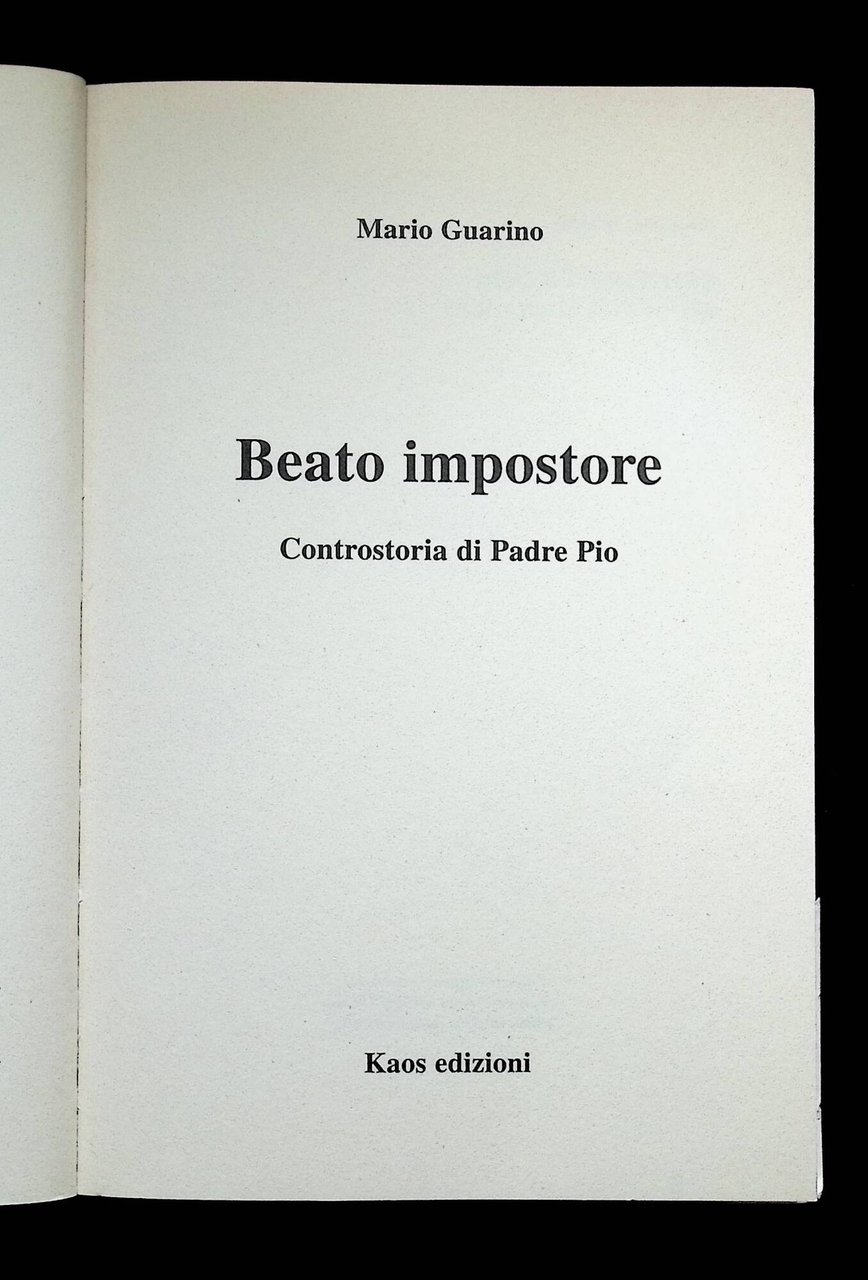 Mario Guarino
Beato impostore
Controstoria di Padre Pio
Kaos edizioni